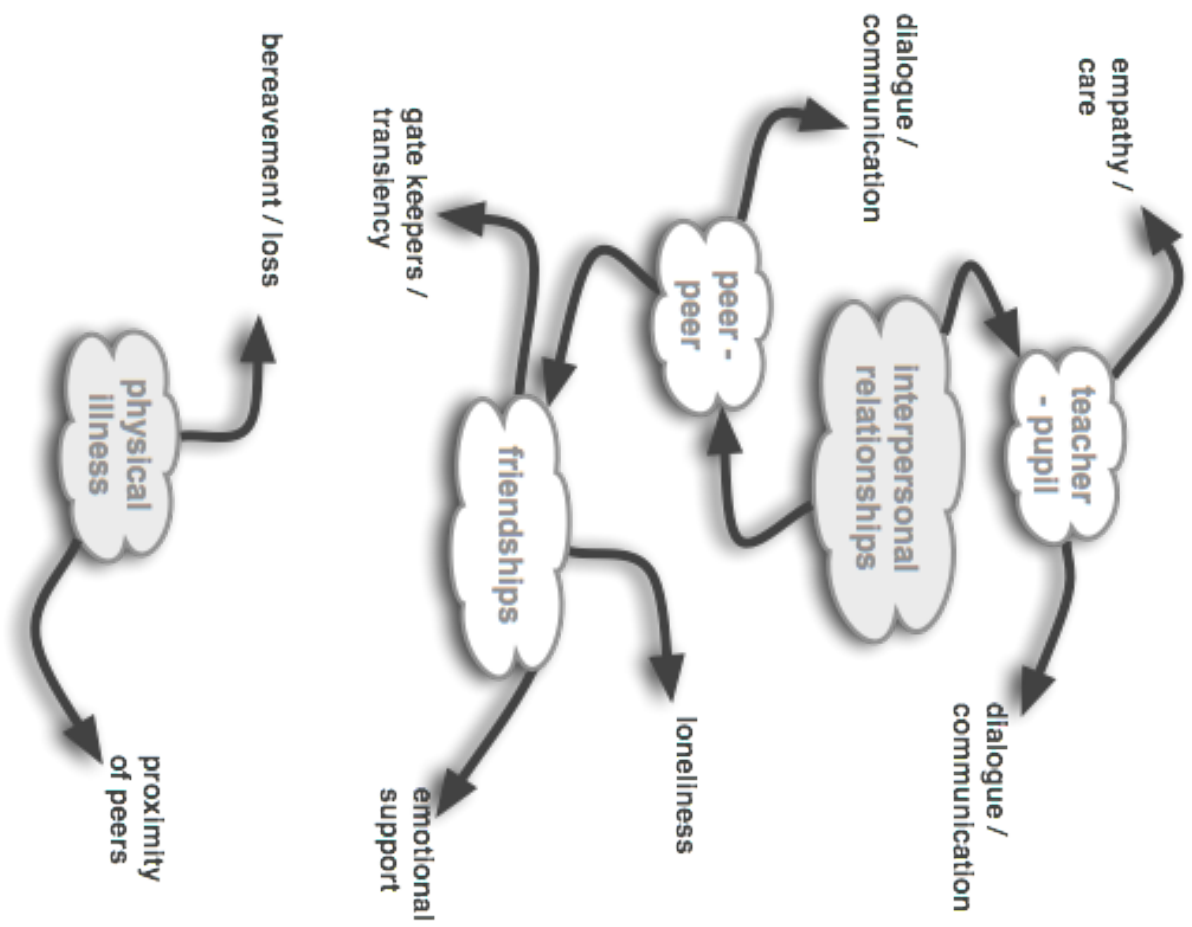 empathy /
care
teacher
- pupil
dialogue /
communication
interpersonal
relationships
dialogue /
communication
peer -
peer
loneliness
friendships
gate keepers /
transiency
emotional
support
bereavement / loss
physical
illness
proximity
of peers